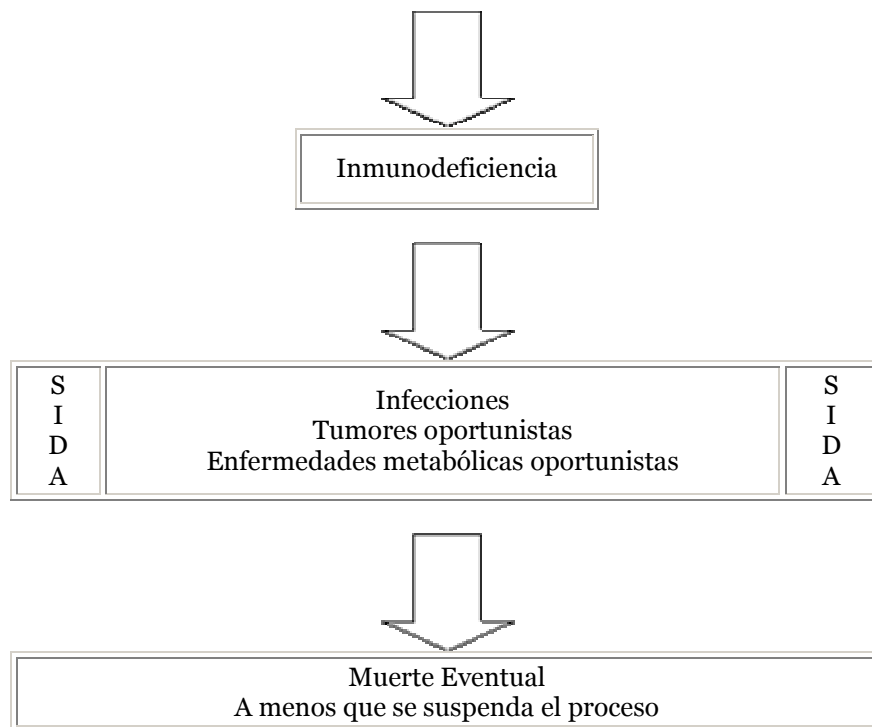 Inmunodeficiencia
S
I
D
A
Infecciones
Tumores oportunistas
Enfermedades metabólicas oportunistas
S
I
D
A
Muerte Eventual
A menos que se suspenda el proceso